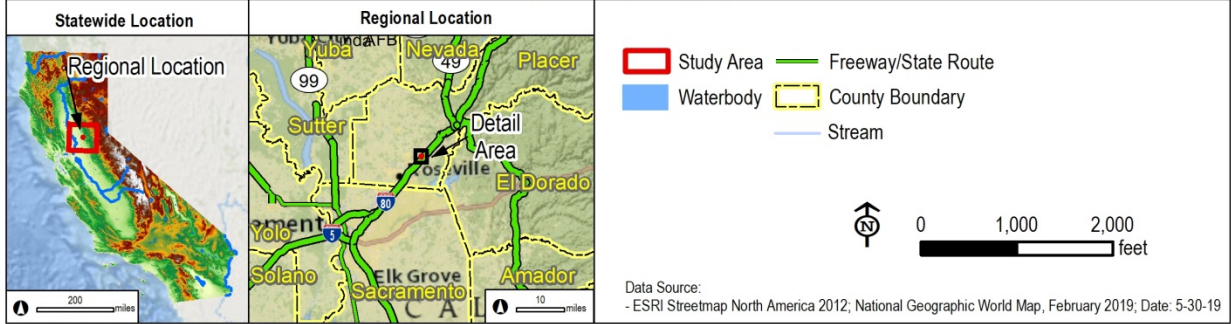 Statewide Location
Regional Location
200
miles
Regional Location
Yuba
Nevada
Placer
49
99
Sutter
Detail
Area
El Dorado
80
5
Yolo
Solano
Elk Grove
Sacramento
Amador
10
miles
Study Area
Freeway/State Route
Waterbody
County Boundary
Stream
N
0 1,000 2,000
feet
Data Source:
- ESRI Streetmap North America 2012; National Geographic World Map, February 2019; Date: 5-30-19